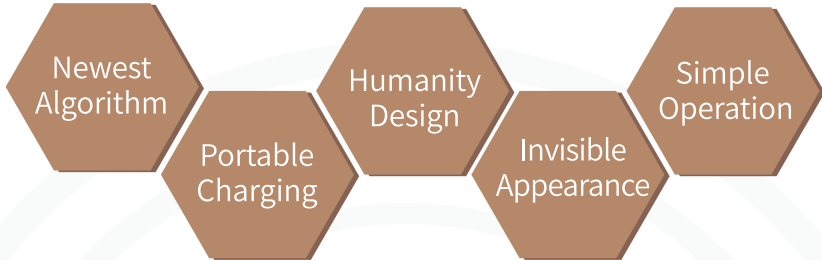 Newest
Algorithm
Portable
Charging
Humanity
Design
Invisible
Appearance
Simple
Operation